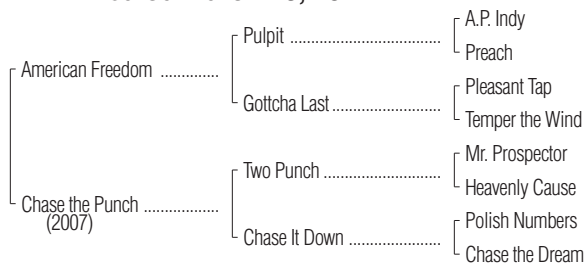 Pulpit
A.P. Indy
Preach
American Freedom
Gottcha Last
Pleasant Tap
Temper the Wind
Two Punch
Mr. Prospector
Heavenly Cause
Chase the Punch
(2007)
Chase It Down
Polish Numbers
Chase the Dream